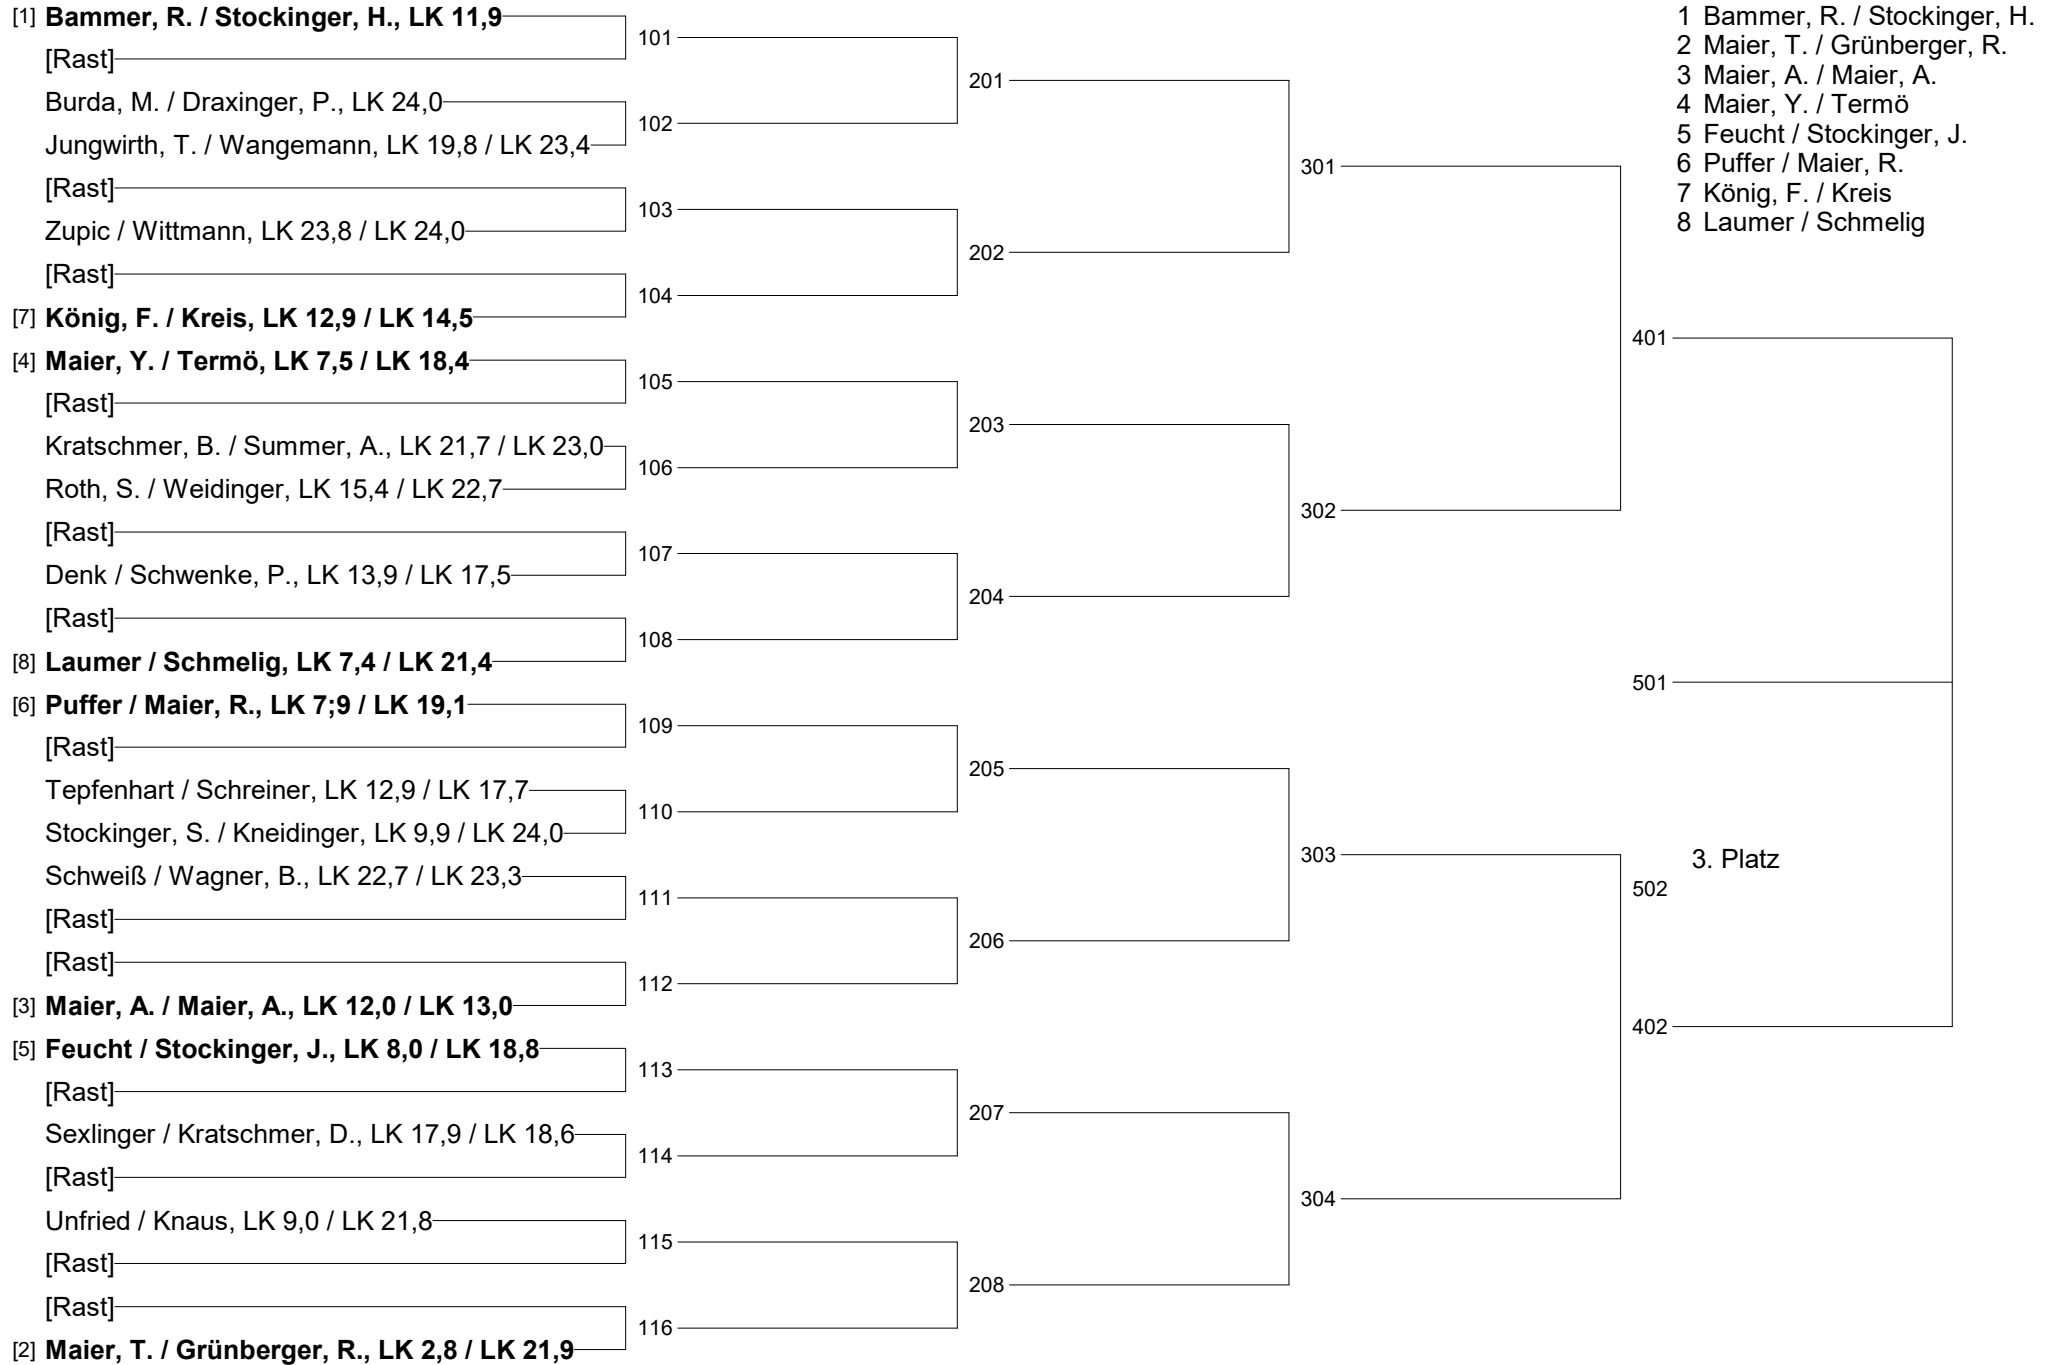 [1] Bammer, R. / Stockinger, H., LK 11,9
[Rast]
Burda, M. / Draxinger, P., LK 24,0
Jungwirth, T. / Wangemann, LK 19,8 / LK 23,4
[Rast]
Zupic / Wittmann, LK 23,8 / LK 24,0
[Rast]
[7] König, F. / Kreis, LK 12,9 / LK 14,5
[4] Maier, Y. / Termö, LK 7,5 / LK 18,4
[Rast]
Kratschmer, B. / Summer, A., LK 21,7 / LK 23,0
Roth, S. / Weidinger, LK 15,4 / LK 22,7
[Rast]
Denk / Schwenke, P., LK 13,9 / LK 17,5
[Rast]
[8] Laumer / Schmelig, LK 7,4 / LK 21,4
[6] Puffer / Maier, R., LK 7;9 / LK 19,1
[Rast]
Tepfenhart / Schreiner, LK 12,9 / LK 17,7
Stockinger, S. / Kneidinger, LK 9,9 / LK 24,0
Schweiß / Wagner, B., LK 22,7 / LK 23,3
[Rast]
[Rast]
[3] Maier, A. / Maier, A., LK 12,0 / LK 13,0
[5] Feucht / Stockinger, J., LK 8,0 / LK 18,8
[Rast]
Sexlinger / Kratschmer, D., LK 17,9 / LK 18,6
[Rast]
Unfried / Knaus, LK 9,0 / LK 21,8
[Rast]
[Rast]
[2] Maier, T. / Grünberger, R., LK 2,8 / LK 21,9
101
102
103
104
105
106
107
108
109
110
111
112
113
114
115
116
201
202
203
204
205
206
207
208
301
302
303
304
401
501
502 3. Platz
402
1 Bammer, R. / Stockinger, H.
2 Maier, T. / Grünberger, R.
3 Maier, A. / Maier, A.
4 Maier, Y. / Termö
5 Feucht / Stockinger, J.
6 Puffer / Maier, R.
7 König, F. / Kreis
8 Laumer / Schmelig